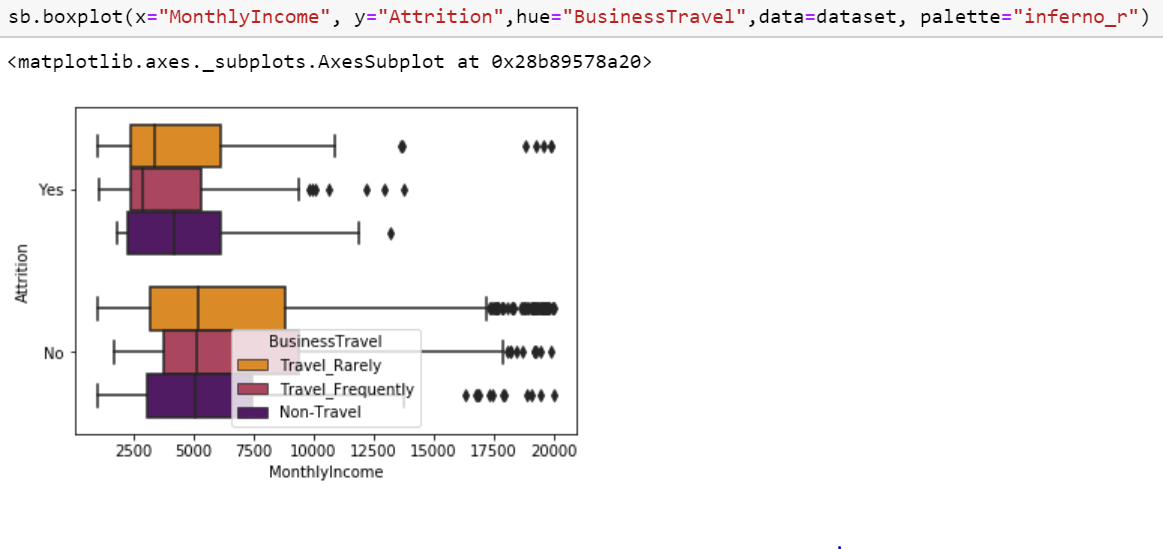 sb.boxplot(x="MonthlyIncome", y="Attrition",hue="BusinessTravel",data=dataset, palette="inferno_r")
<matplotlib.axes._subplots.AxesSubplot at 0x28b89578a20>
Yes
Attrition
No
BusinessTravel
Travel_Rarely
Travel_Frequently
Non-Travel
2500 5000 7500 10000 12500 15000 17500 20000
MonthlyIncome